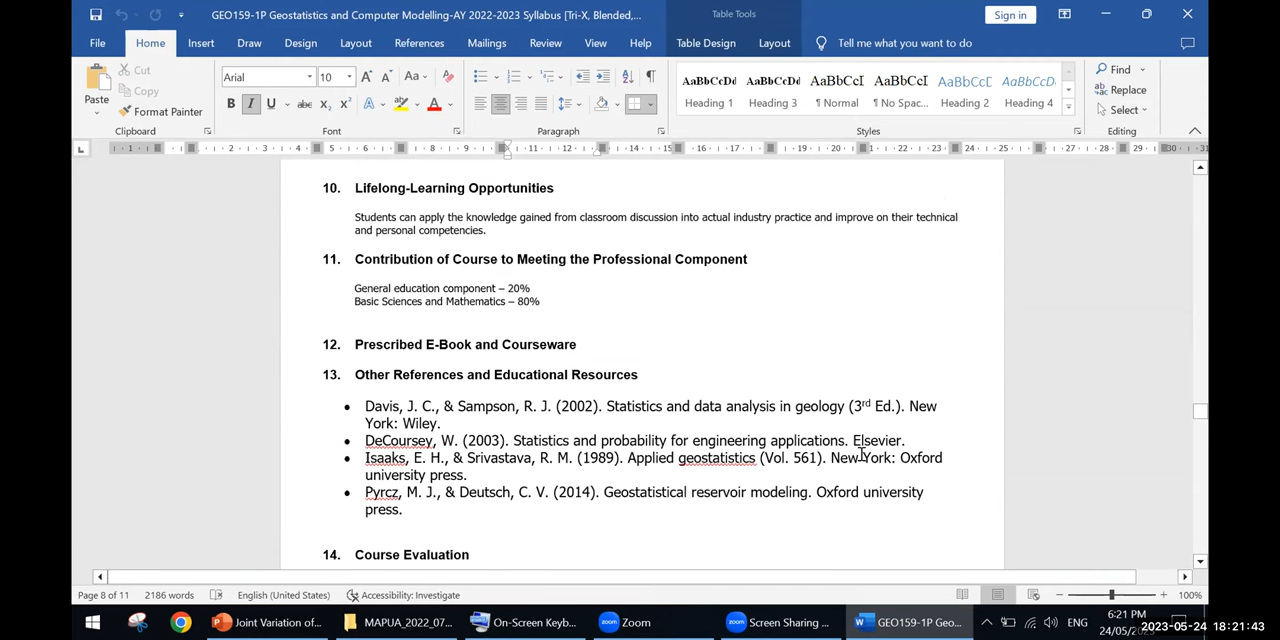 GEO159-1P Geostatistics and Computer Modelling-AY 2022-2023 Syllabus [Tri-X, Blended,...
Table Tools
Sign in
File Home Insert Draw Design Layout References Mailings Review View Help Table Design Layout Tell me what you want to do
Paste
Cut
Copy
Format Painter
Clipboard
Arial 10
Font
Paragraph
AaBbCcDd AaBbCcDd AaBbCcI AaBbCcI AaBbCcDd AaBbCcDd
Heading 1 Heading 3 ¶ Normal ¶ No Spac... Heading 2 Heading 4
Styles
Find
Replace
Select
Editing
10. Lifelong-Learning Opportunities
Students can apply the knowledge gained from classroom discussion into actual industry practice and improve on their technical
and personal competencies.
11. Contribution of Course to Meeting the Professional Component
General education component – 20%
Basic Sciences and Mathematics – 80%
12. Prescribed E-Book and Courseware
13. Other References and Educational Resources
• Davis, J. C., & Sampson, R. J. (2002). Statistics and data analysis in geology (3rd Ed.). New
York: Wiley.
• DeCoursey, W. (2003). Statistics and probability for engineering applications. Elsevier.
• Isaaks, E. H., & Srivastava, R. M. (1989). Applied geostatistics (Vol. 561). New York: Oxford
university press.
• Pyrcz, M. J., & Deutsch, C. V. (2014). Geostatistical reservoir modeling. Oxford university
press.
14. Course Evaluation
Page 8 of 11 2186 words English (United States) Accessibility: Investigate 100%
Joint Variation of... MAPUA_2022_07... On-Screen Keyb... Zoom Screen Sharing ... GEO159-1P Geo... ENG
6:21 PM
2023-05-24 18:21:43